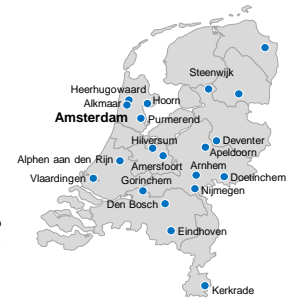 Steenwijk
Heerhugowaard
Alkmaar
Hoorn
Amsterdam
Purmerend
Hilversum
Deventer
Apeldoorn
Alphen aan den Rijn
Amersfoort
Arnhem
Doetinchem
Vlaardingen
Gorinchem
Nijmegen
Den Bosch
Eindhoven
Kerkrade